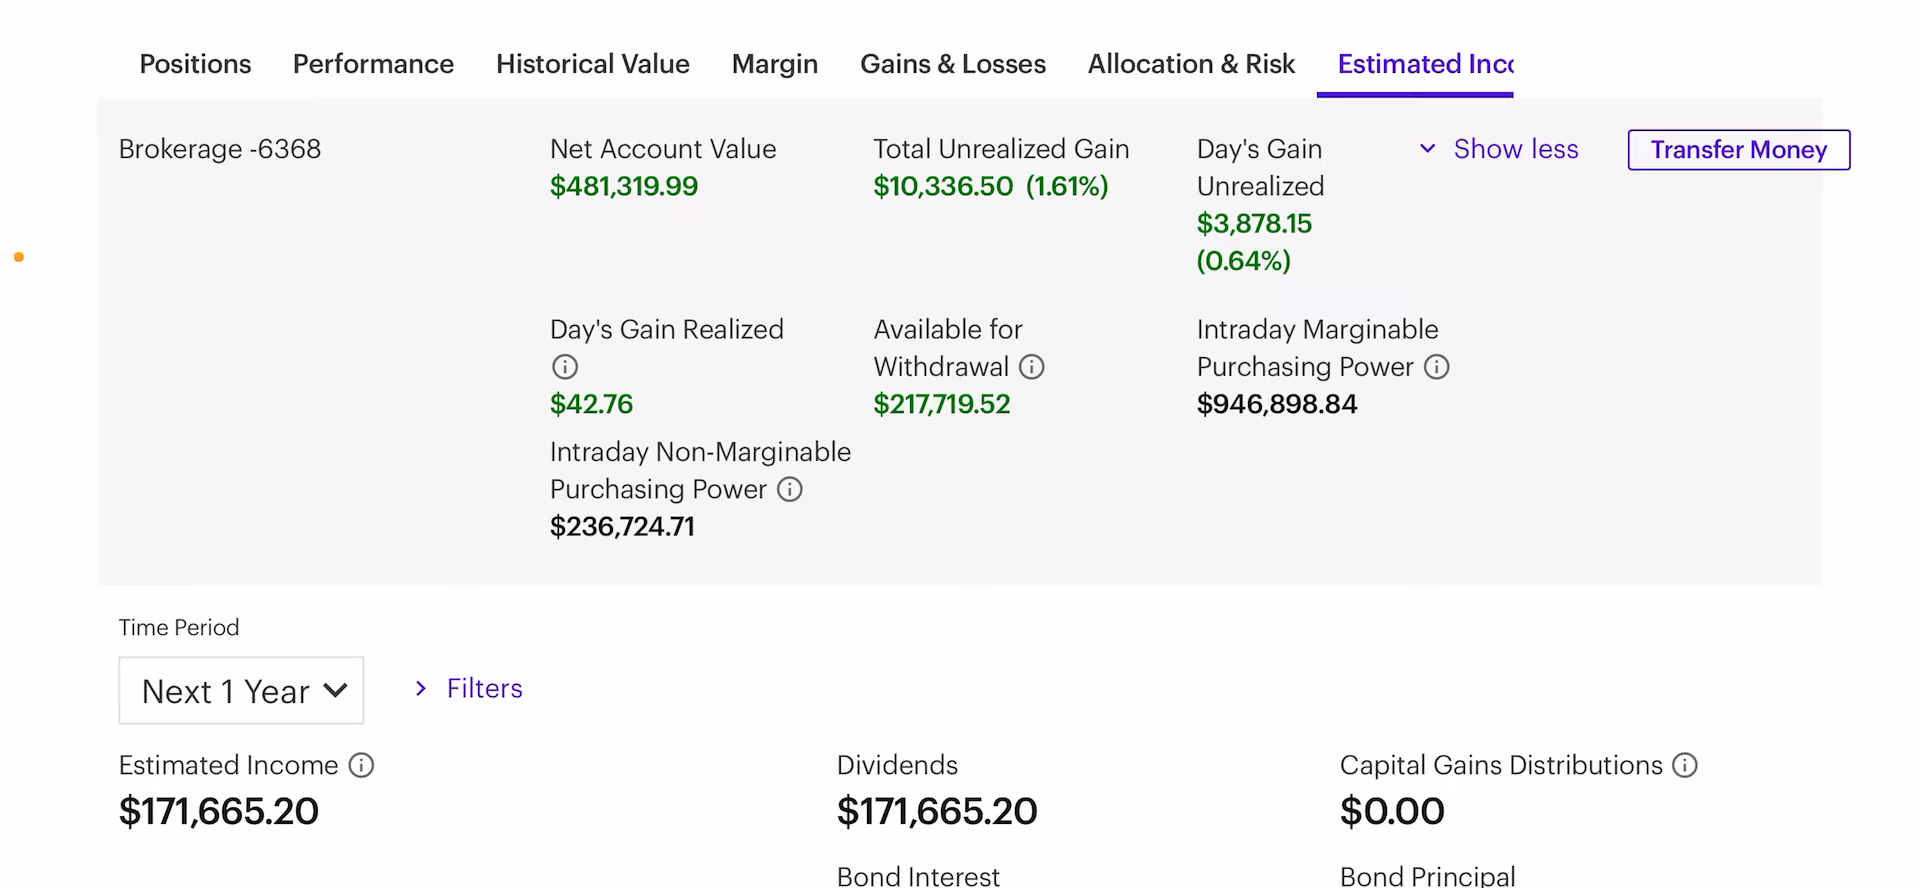 Positions Performance Historical Value Margin Gains & Losses Allocation & Risk Estimated Inco
Brokerage -6368
Net Account Value
$481,319.99
Total Unrealized Gain
$10,336.50 (1.61%)
Day's Gain
Unrealized
$3,878.15
(0.64%)
Show less
Transfer Money
Day's Gain Realized
$42.76
Available for
Withdrawal
$217,719.52
Intraday Marginable
Purchasing Power
$946,898.84
Intraday Non-Marginable
Purchasing Power
$236,724.71
Time Period
Next 1 Year
Filters
Estimated Income
$171,665.20
Dividends
$171,665.20
Capital Gains Distributions
$0.00
Bond Interest
Bond Principal